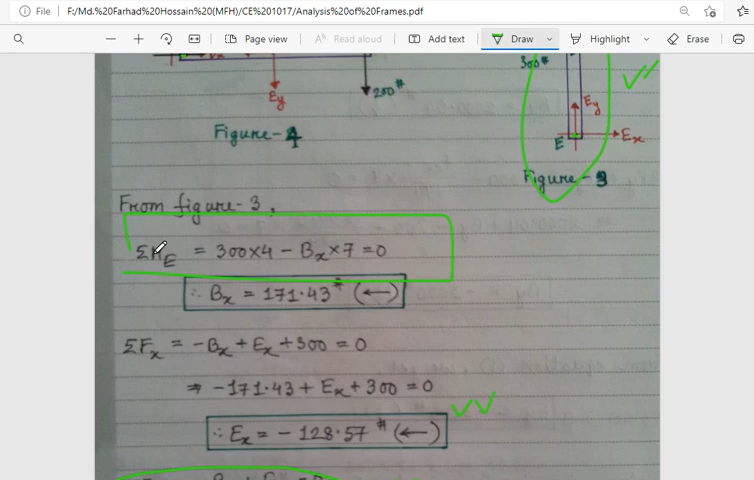 File | F:/Md.%20Farhad%20Hossain%20(MFH)/CE%201017/Analysis%20of%20Frames.pdf
Page view | Read aloud | Add text | Draw | Highlight | Erase
Ey
200#
300#
Ey
E
Ex
Figure-4
Figure-3
From figure-3,
ΣME = 300×4 - Bx×7=0
∴ Bx = 171.43# (←)
ΣFx = -Bx + Ex + 300 = 0
⇒ -171.43 + Ex + 300 = 0
∴ Ex = - 128.57# (←)